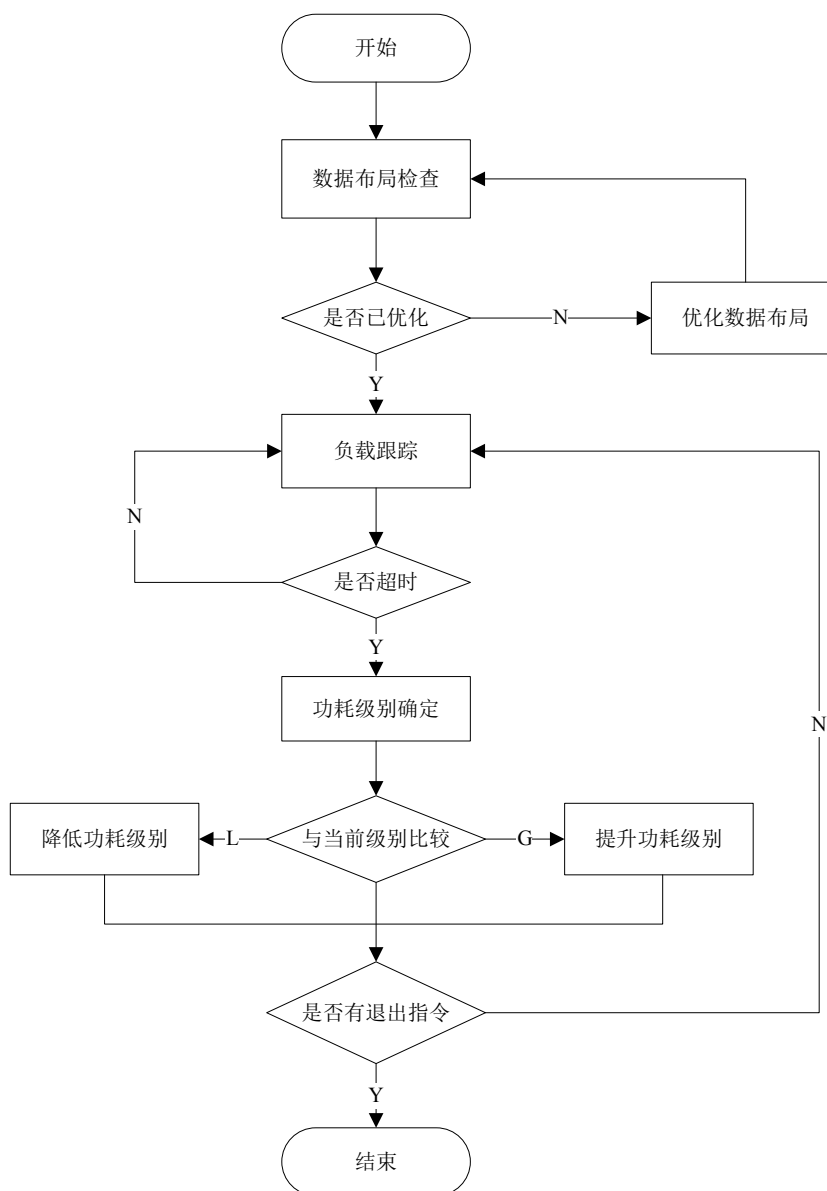 开始
数据布局检查
是否已优化
N
优化数据布局
Y
负载跟踪
N
是否超时
Y
功耗级别确定
N
降低功耗级别
L
与当前级别比较
G
提升功耗级别
是否有退出指令
Y
结束